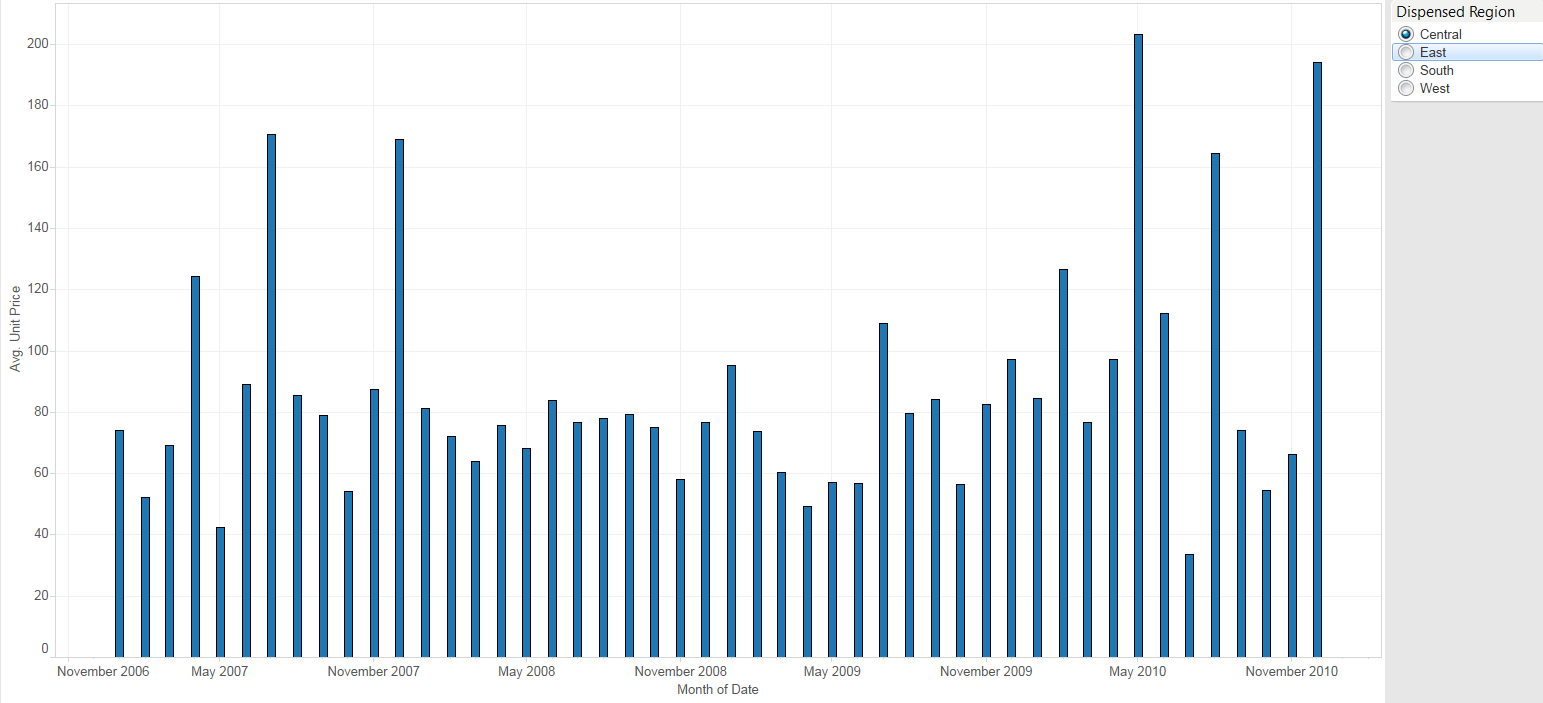 Dispensed Region
Central
East
South
West
Avg. Unit Price
200
180
160
140
120
100
80
60
40
20
0
November 2006 May 2007 November 2007 May 2008 November 2008 May 2009 November 2009 May 2010 November 2010
Month of Date